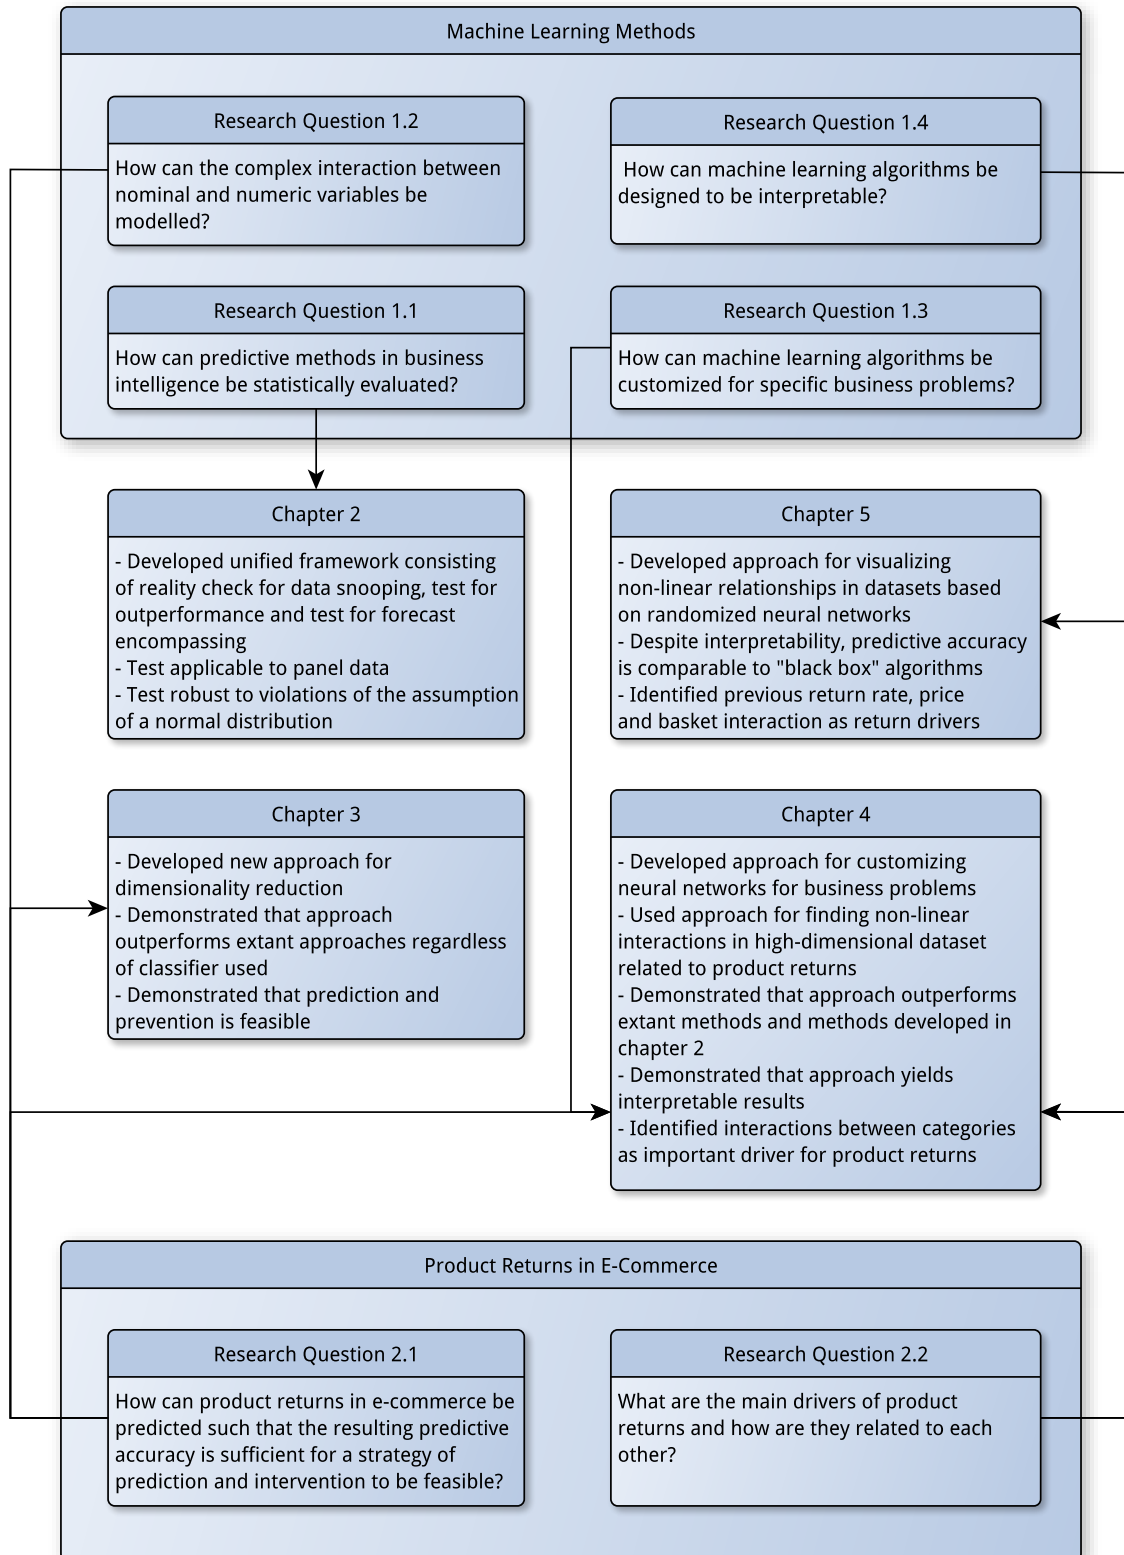 Machine Learning Methods
Research Question 1.2
How can the complex interaction between
nominal and numeric variables be
modelled?
Research Question 1.4
How can machine learning algorithms be
designed to be interpretable?
Research Question 1.1
How can predictive methods in business
intelligence be statistically evaluated?
Research Question 1.3
How can machine learning algorithms be
customized for specific business problems?
Chapter 2
- Developed unified framework consisting
of reality check for data snooping, test for
outperformance and test for forecast
encompassing
- Test applicable to panel data
- Test robust to violations of the assumption
of a normal distribution
Chapter 5
- Developed approach for visualizing
non-linear relationships in datasets based
on randomized neural networks
- Despite interpretability, predictive accuracy
is comparable to "black box" algorithms
- Identified previous return rate, price
and basket interaction as return drivers
Chapter 3
- Developed new approach for
dimensionality reduction
- Demonstrated that approach
outperforms extant approaches regardless
of classifier used
- Demonstrated that prediction and
prevention is feasible
Chapter 4
- Developed approach for customizing
neural networks for business problems
- Used approach for finding non-linear
interactions in high-dimensional dataset
related to product returns
- Demonstrated that approach outperforms
extant methods and methods developed in
chapter 2
- Demonstrated that approach yields
interpretable results
- Identified interactions between categories
as important driver for product returns
Product Returns in E-Commerce
Research Question 2.1
How can product returns in e-commerce be
predicted such that the resulting predictive
accuracy is sufficient for a strategy of
prediction and intervention to be feasible?
Research Question 2.2
What are the main drivers of product
returns and how are they related to each
other?